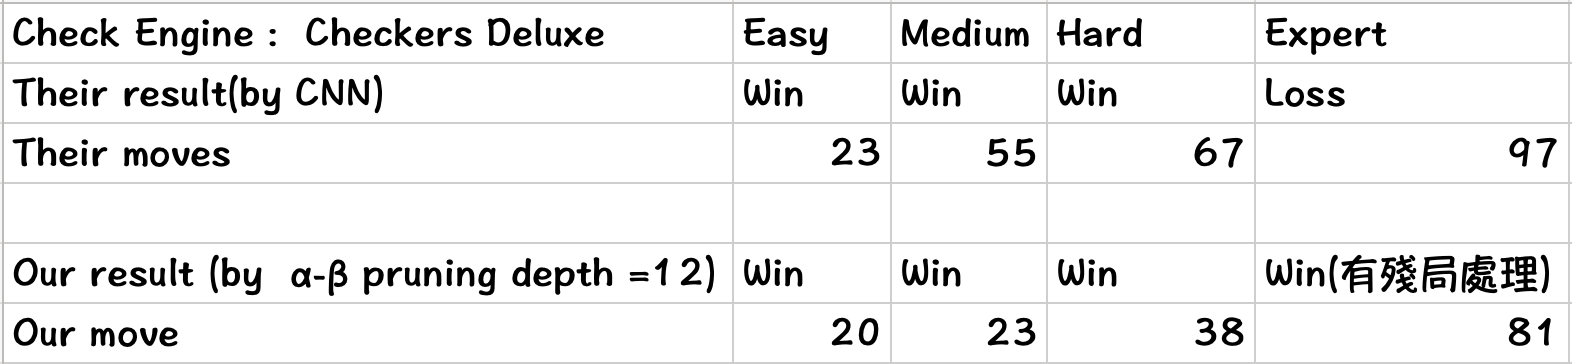 Check Engine :  Checkers Deluxe Easy Medium Hard Expert
Their result(by CNN) Win Win Win Loss
Their moves 23 55 67 97
Our result (by  α-β pruning depth =12) Win Win Win Win(有殘局處理)
Our move 20 23 38 81